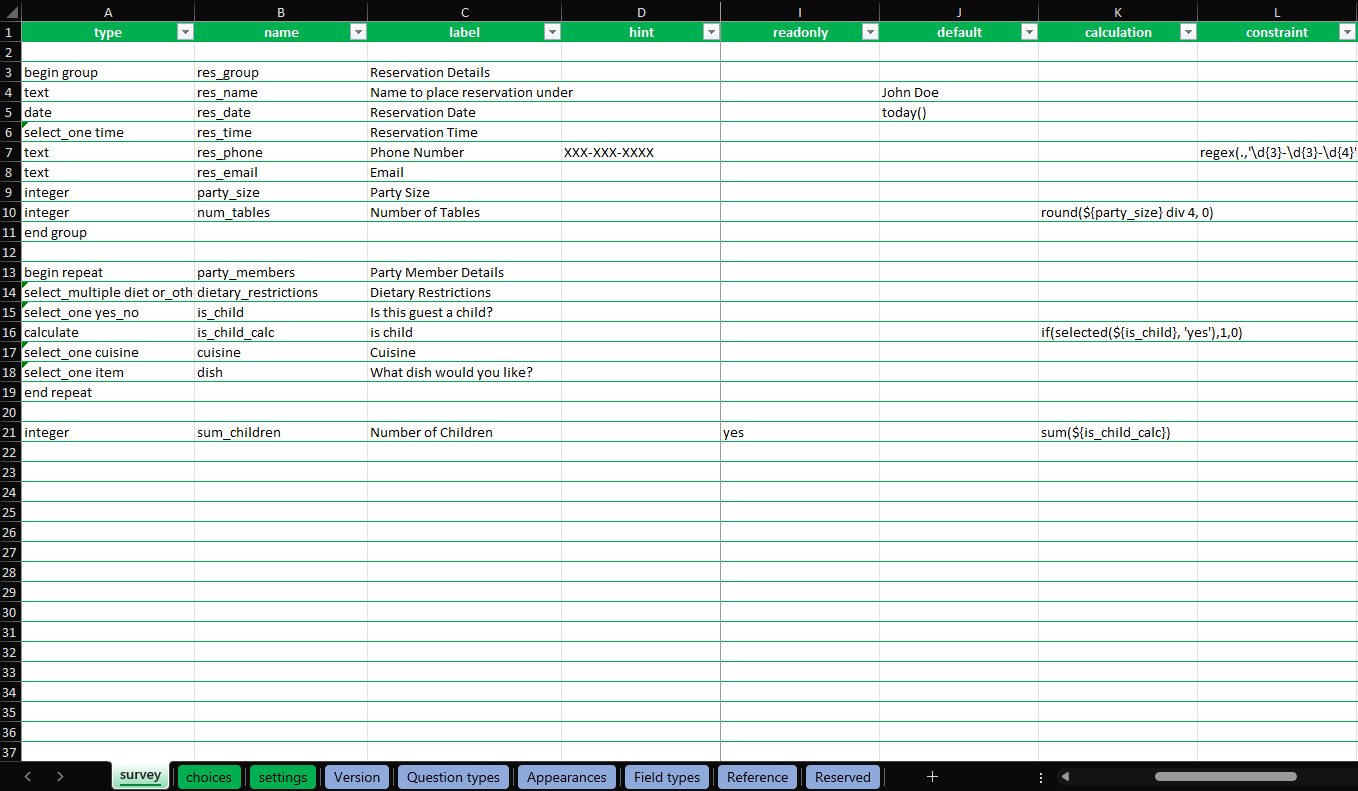 A B C D I J K L
1 type name label hint readonly default calculation constraint
2
3 begin group res_group Reservation Details
4 text res_name Name to place reservation under John Doe
5 date res_date Reservation Date today()
6 select_one time res_time Reservation Time
7 text res_phone Phone Number XXX-XXX-XXXX regex(.,'\d{3}-\d{3}-\d{4}'
8 text res_email Email
9 integer party_size Party Size
10 integer num_tables Number of Tables round(${party_size} div 4, 0)
11 end group
12
13 begin repeat party_members Party Member Details
14 select_multiple diet or_oth dietary_restrictions Dietary Restrictions
15 select_one yes_no is_child Is this guest a child?
16 calculate is_child_calc is child if(selected(${is_child}, 'yes'),1,0)
17 select_one cuisine cuisine Cuisine
18 select_one item dish What dish would you like?
19 end repeat
20
21 integer sum_children Number of Children yes sum(${is_child_calc})
22
23
24
25
26
27
28
29
30
31
32
33
34
35
36
37
survey choices settings Version Question types Appearances Field types Reference Reserved